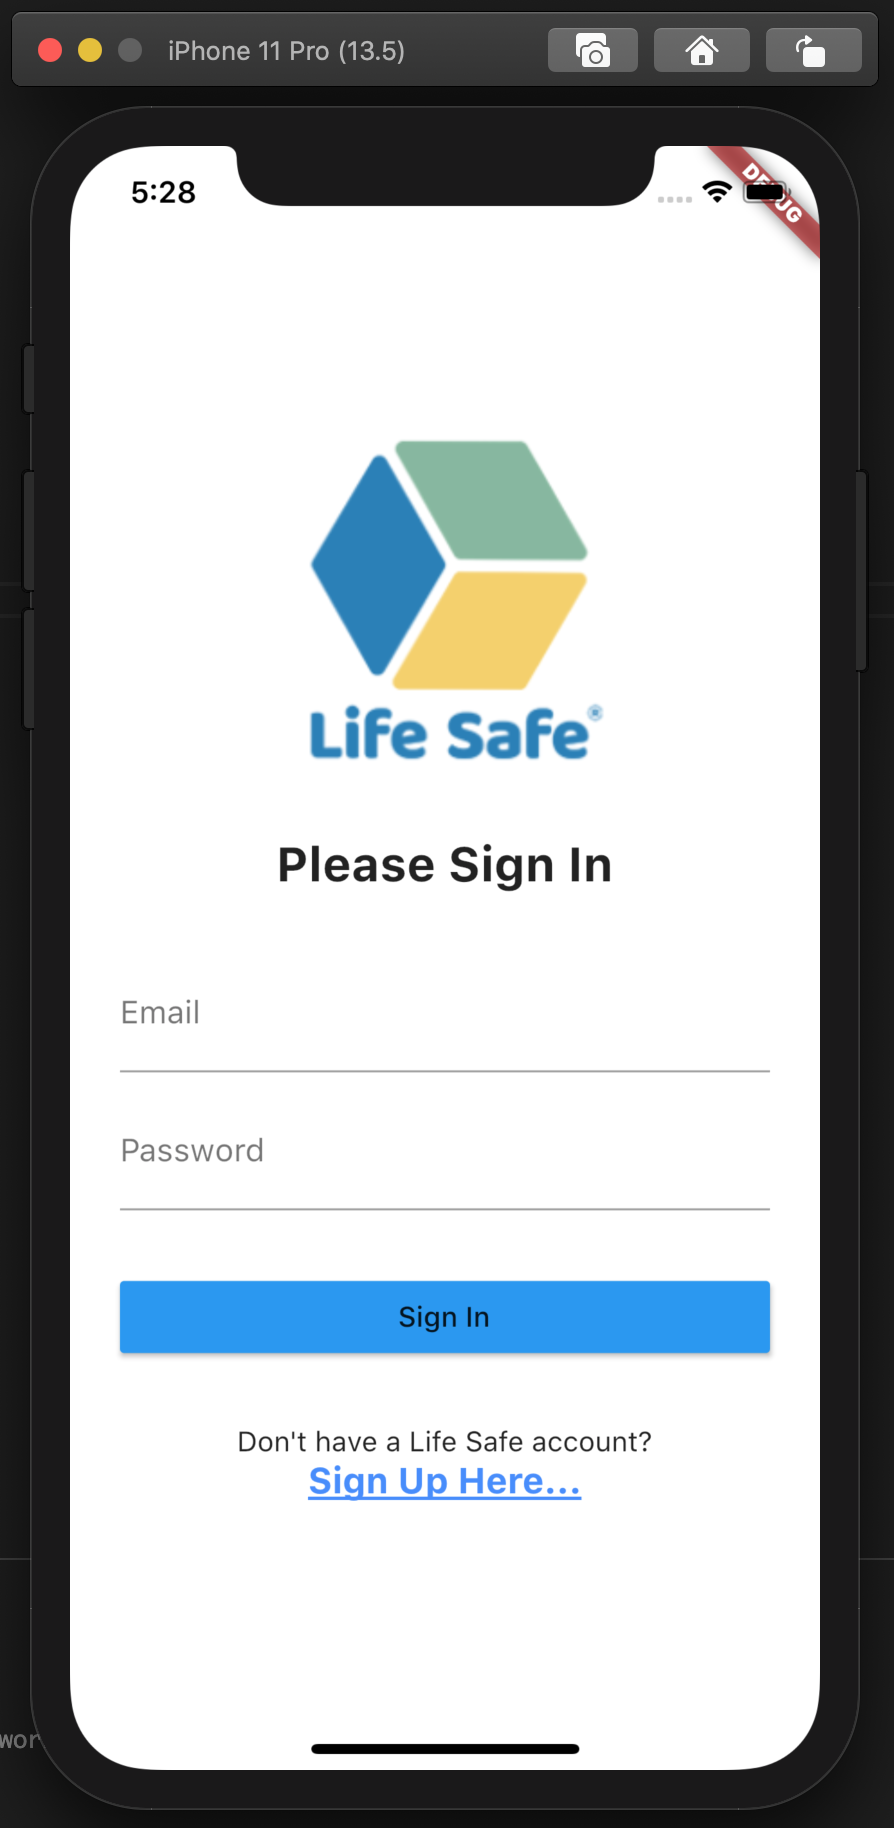 iPhone 11 Pro (13.5)
5:28
Life Safe®
Please Sign In
Email
Password
Sign In
Don't have a Life Safe account?
Sign Up Here...
wor